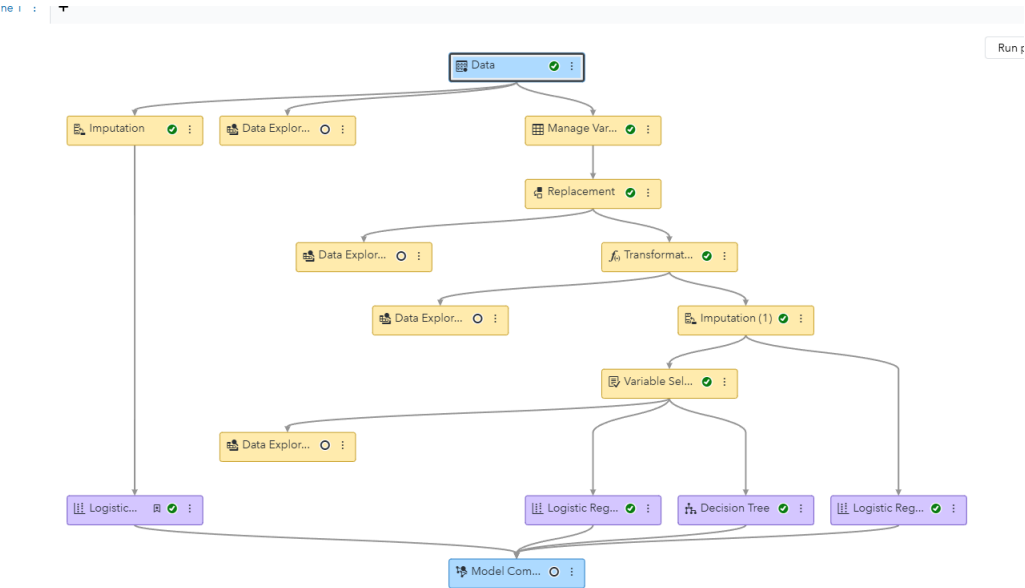 Run p
Data
Imputation
Data Explor...
Manage Var...
Replacement
Data Explor...
Transformat...
Data Explor...
Imputation (1)
Variable Sel...
Data Explor...
Logistic...
Logistic Reg...
Decision Tree
Logistic Reg...
Model Com...